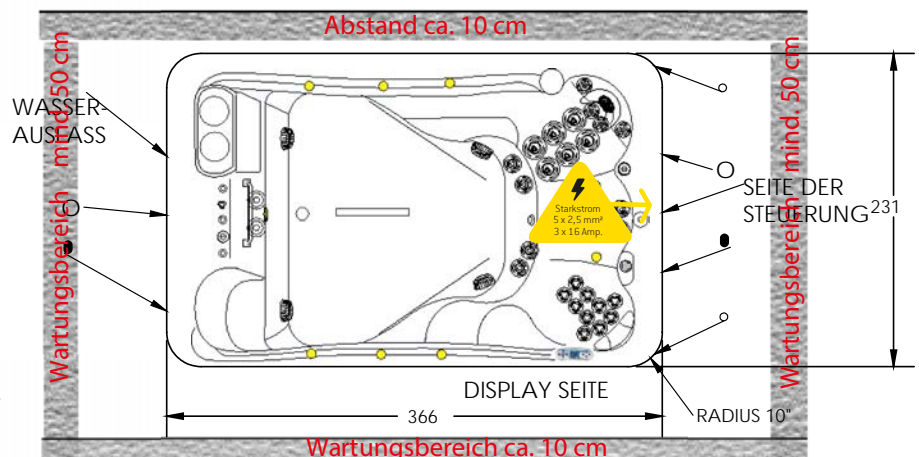 Abstand ca. 10 cm
Wartungsbereich mind. 50 cm
WASSER-
AUSLASS
Starkstrom
5 x 2,5 mm²
3 x 16 Amp.
SEITE DER
STEUERUNG
231
Wartungsbereich mind. 50 cm
DISPLAY SEITE
366
RADIUS 10"
Wartungsbereich ca. 10 cm